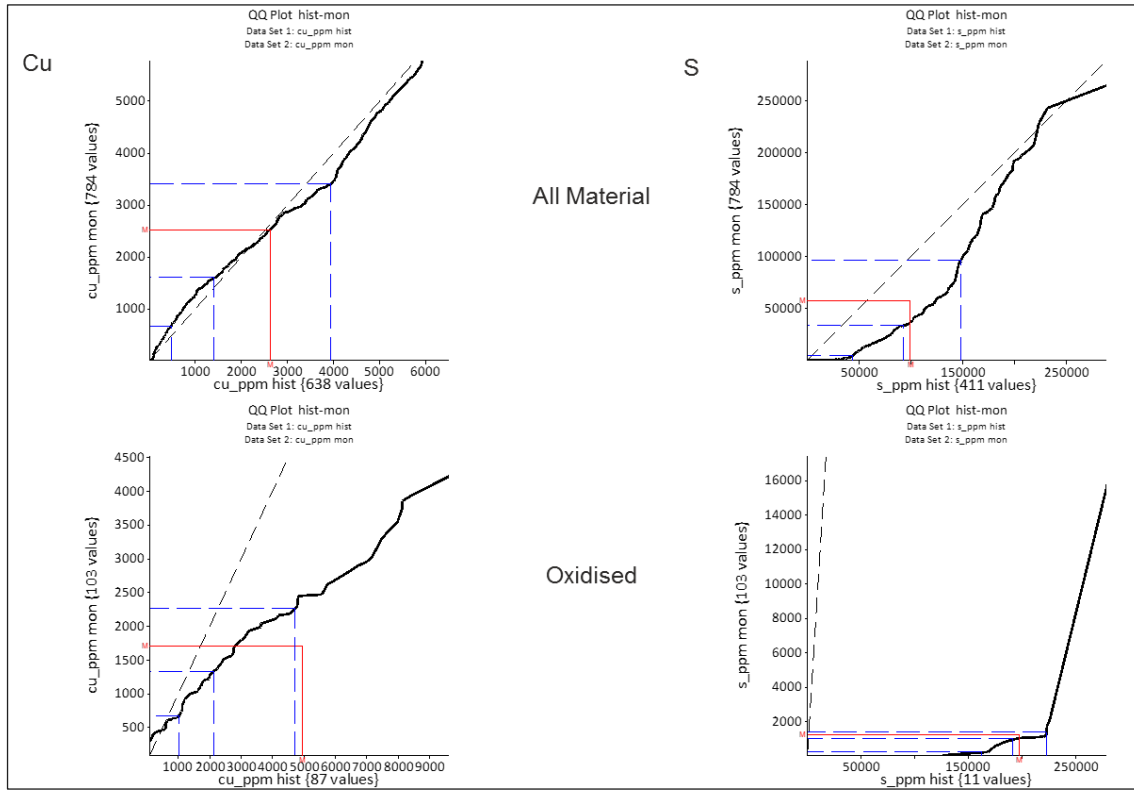 Cu
QQ Plot hist-mon
Data Set 1: cu_ppm hist
Data Set 2: cu_ppm mon
cu_ppm mon {784 values}
5000
4000
3000
2000
1000
M
1000 2000 3000 4000 5000 6000
M
cu_ppm hist {638 values}
All Material
S
QQ Plot hist-mon
Data Set 1: s_ppm hist
Data Set 2: s_ppm mon
s_ppm mon {784 values}
250000
200000
150000
100000
50000
M
50000 150000 250000
M
s_ppm hist {411 values}
QQ Plot hist-mon
Data Set 1: cu_ppm hist
Data Set 2: cu_ppm mon
cu_ppm mon {103 values}
4500
4000
3500
3000
2500
2000
1500
1000
500
M
1000 2000 3000 4000 5000 6000 7000 8000 9000
M
cu_ppm hist {87 values}
Oxidised
QQ Plot hist-mon
Data Set 1: s_ppm hist
Data Set 2: s_ppm mon
s_ppm mon {103 values}
16000
14000
12000
10000
8000
6000
4000
2000
M
50000 150000 250000
M
s_ppm hist {11 values}